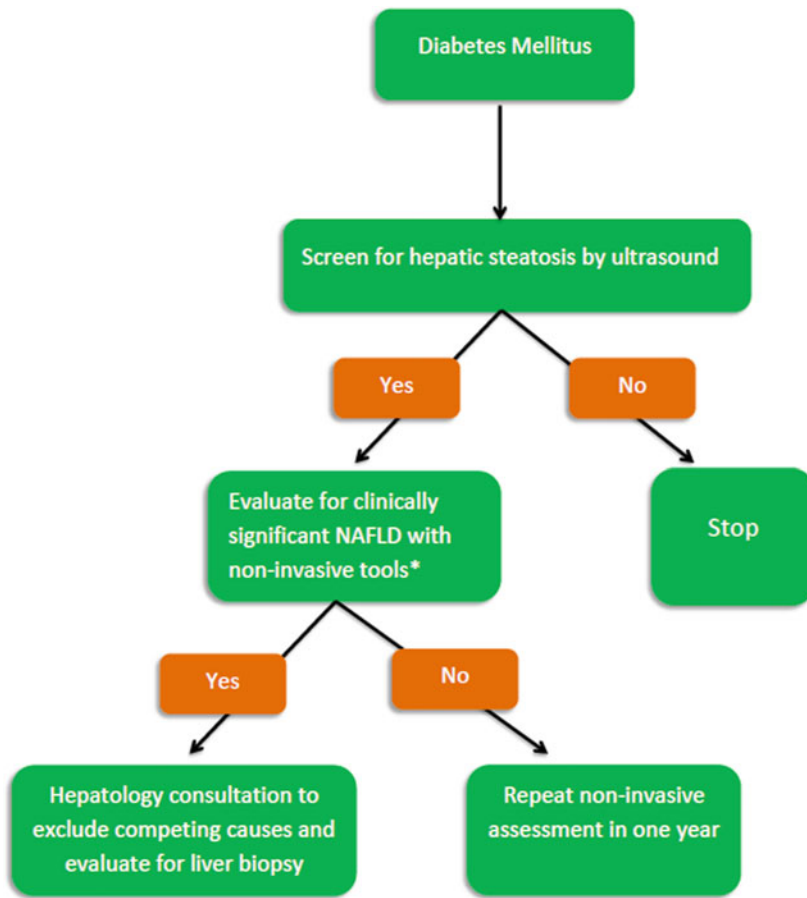 Diabetes Mellitus
Screen for hepatic steatosis by ultrasound
Yes
No
Evaluate for clinically
significant NAFLD with
non-invasive tools*
Stop
Yes
No
Hepatology consultation to
exclude competing causes and
evaluate for liver biopsy
Repeat non-invasive
assessment in one year